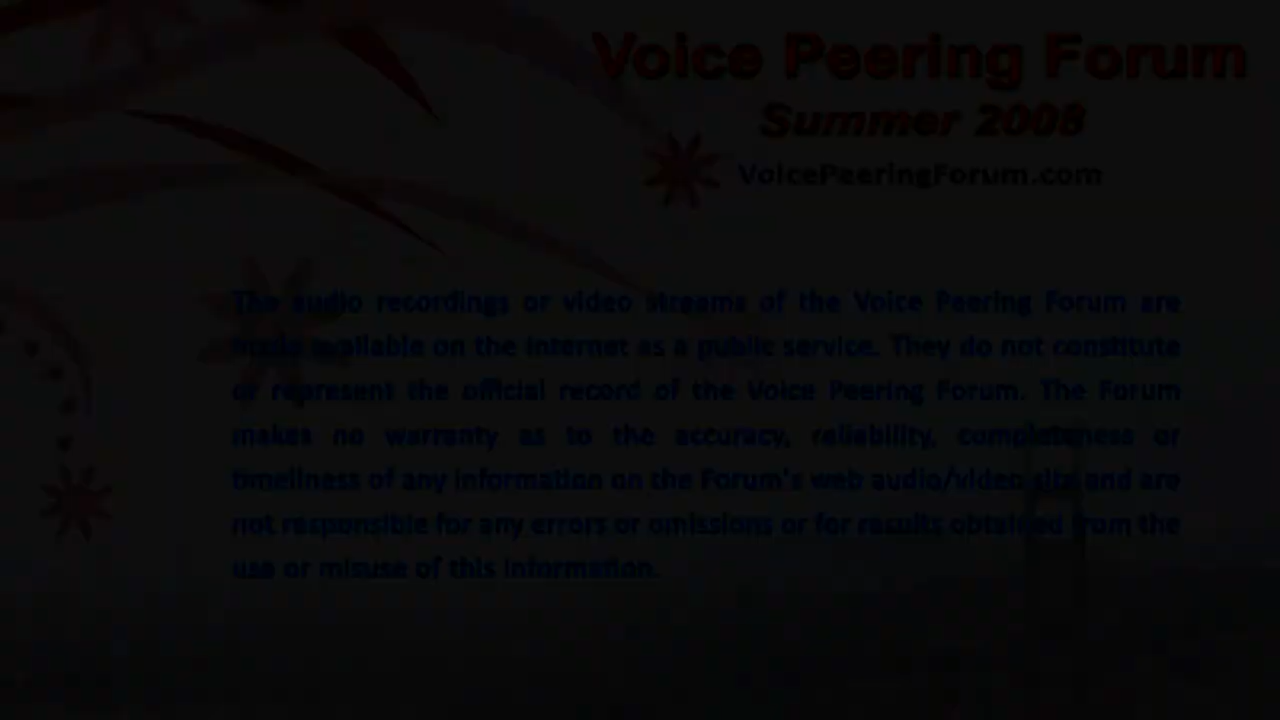 Voice Peering Forum
Summer 2008
VoicePeeringForum.com
The audio recordings or video streams of the Voice Peering Forum are
made available on the Internet as a public service. They do not constitute
or represent the official record of the Voice Peering Forum. The Forum
makes no warranty as to the accuracy, reliability, completeness or
timeliness of any information on the Forum's web audio/video site and are
not responsible for any errors or omissions or for results obtained from the
use or misuse of this information.